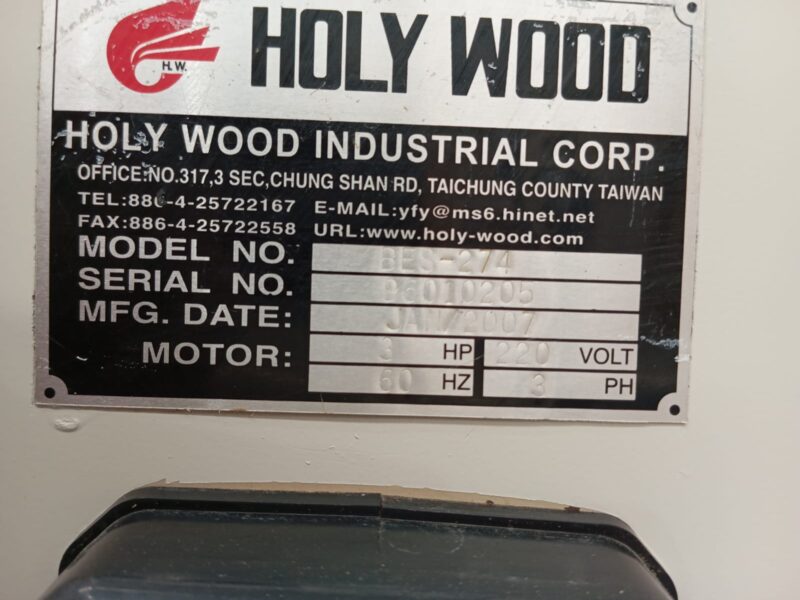 H.W.
HOLY WOOD
HOLY WOOD INDUSTRIAL CORP.
OFFICE:NO.317,3 SEC,CHUNG SHAN RD, TAICHUNG COUNTY TAIWAN
TEL:886-4-25722167 E-MAIL:yfy@ms6.hinet.net
FAX:886-4-25722558 URL:www.holy-wood.com
MODEL NO. BES-274
SERIAL NO.
MFG. DATE: JAN/2007
MOTOR: 3 HP 220 VOLT
60 HZ 3 PH